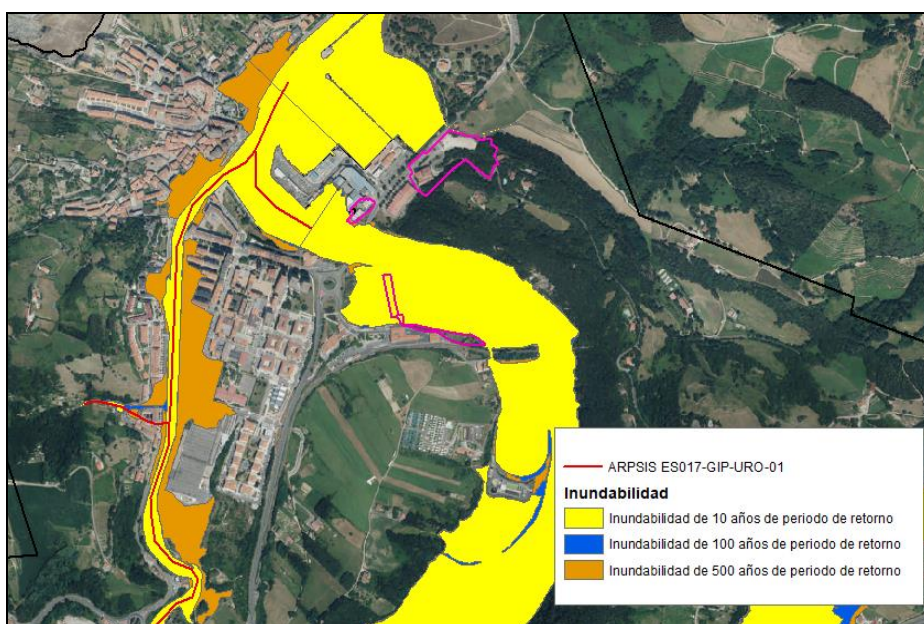 ARPSIS ES017-GIP-URO-01
Inundabilidad
Inundabilidad de 10 años de periodo de retorno
Inundabilidad de 100 años de periodo de retorno
Inundabilidad de 500 años de periodo de retorno